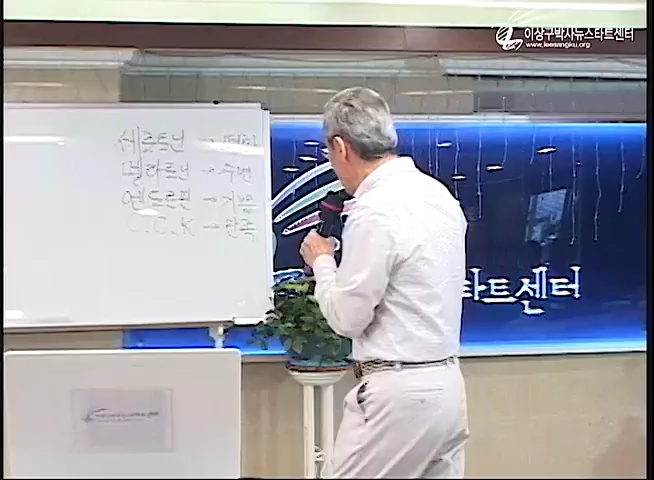 이상구박사뉴스타트센터
www.leesangku.org
세로토닌 →
멜라토닌 → 수면
엔도르핀 → 기쁨
C.C.K → 만족
타트센터